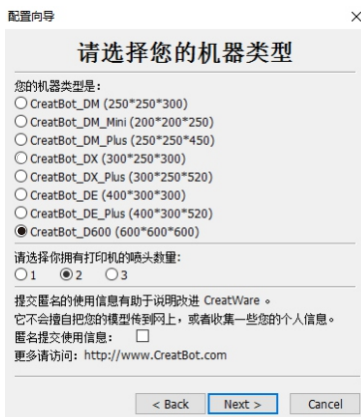 配置向导
请选择您的机器类型
您的机器类型是:
CreatBot_DM (250*250*300)
CreatBot_DM_Mini (200*200*250)
CreatBot_DM_Plus (250*250*450)
CreatBot_DX (300*250*300)
CreatBot_DX_Plus (300*250*520)
CreatBot_DE (400*300*300)
CreatBot_DE_Plus (400*300*520)
CreatBot_D600 (600*600*600)
请选择你拥有打印机的喷头数量:
1 2 3
提交匿名的使用信息有助于说明改进 CreatWare 。
它不会擅自把您的模型传到网上，或者收集一些您的个人信息。
匿名提交使用信息:
更多请访问: http://www.CreatBot.com
< Back Next > Cancel